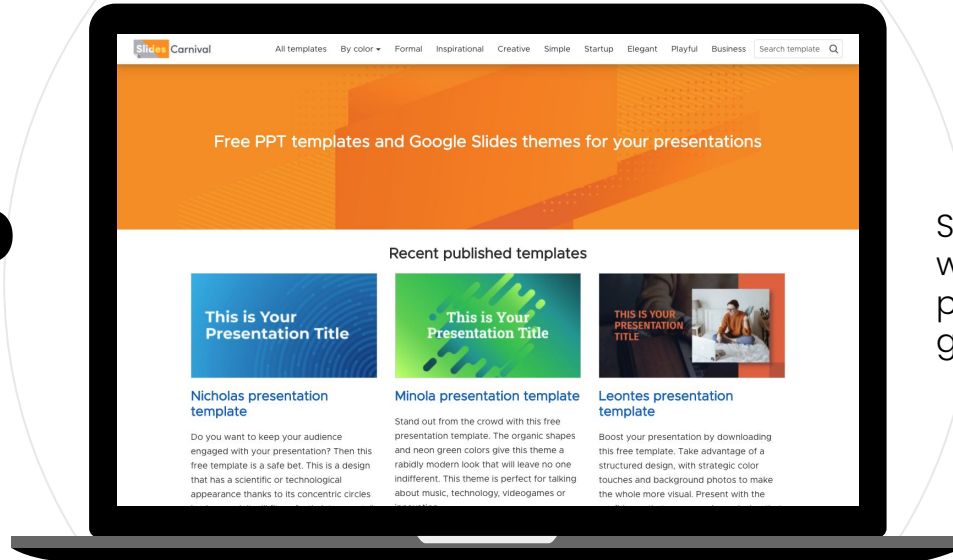 Slides Carnival
All templates By color Formal Inspirational Creative Simple Startup Elegant Playful Business Search template
Free PPT templates and Google Slides themes for your presentations
Recent published templates
This is Your
Presentation Title
This is Your
Presentation Title
THIS IS YOUR
PRESENTATION
TITLE
Nicholas presentation
template
Do you want to keep your audience
engaged with your presentation? Then this
free template is a safe bet. This is a design
that has a scientific or technological
appearance thanks to its concentric circles
Minola presentation template
Stand out from the crowd with this free
presentation template. The organic shapes
and neon green colors give this theme a
rabidly modern look that will leave no one
indifferent. This theme is perfect for talking
about music, technology, videogames or
Leontes presentation
template
Boost your presentation by downloading
this free template. Take advantage of a
structured design, with strategic color
touches and background photos to make
the whole more visual. Present with the